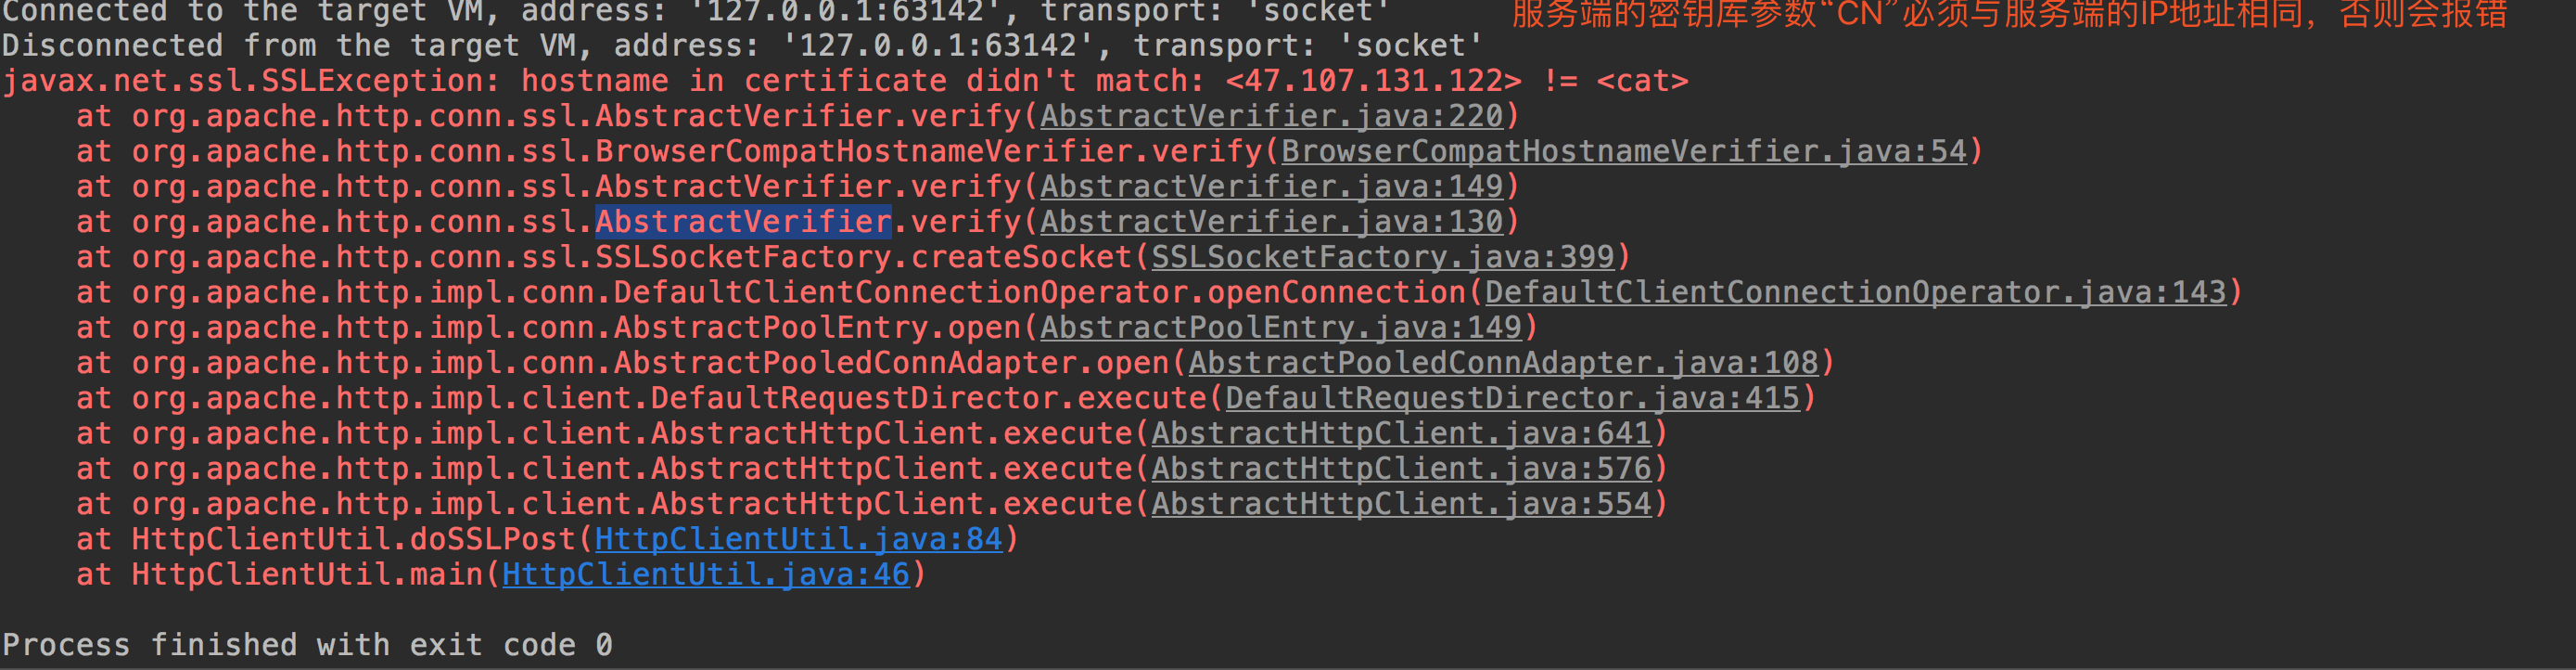 Connected to the target VM, address: '127.0.0.1:63142', transport: 'socket'
服务端的密钥库参数“CN”必须与服务端的IP地址相同，否则会报错
Disconnected from the target VM, address: '127.0.0.1:63142', transport: 'socket'
javax.net.ssl.SSLException: hostname in certificate didn't match: <47.107.131.122> != <cat>
at org.apache.http.conn.ssl.AbstractVerifier.verify(AbstractVerifier.java:220)
at org.apache.http.conn.ssl.BrowserCompatHostnameVerifier.verify(BrowserCompatHostnameVerifier.java:54)
at org.apache.http.conn.ssl.AbstractVerifier.verify(AbstractVerifier.java:149)
at org.apache.http.conn.ssl.AbstractVerifier.verify(AbstractVerifier.java:130)
at org.apache.http.conn.ssl.SSLSocketFactory.createSocket(SSLSocketFactory.java:399)
at org.apache.http.impl.conn.DefaultClientConnectionOperator.openConnection(DefaultClientConnectionOperator.java:143)
at org.apache.http.impl.conn.AbstractPoolEntry.open(AbstractPoolEntry.java:149)
at org.apache.http.impl.conn.AbstractPooledConnAdapter.open(AbstractPooledConnAdapter.java:108)
at org.apache.http.impl.client.DefaultRequestDirector.execute(DefaultRequestDirector.java:415)
at org.apache.http.impl.client.AbstractHttpClient.execute(AbstractHttpClient.java:641)
at org.apache.http.impl.client.AbstractHttpClient.execute(AbstractHttpClient.java:576)
at org.apache.http.impl.client.AbstractHttpClient.execute(AbstractHttpClient.java:554)
at HttpClientUtil.doSSLPost(HttpClientUtil.java:84)
at HttpClientUtil.main(HttpClientUtil.java:46)
Process finished with exit code 0